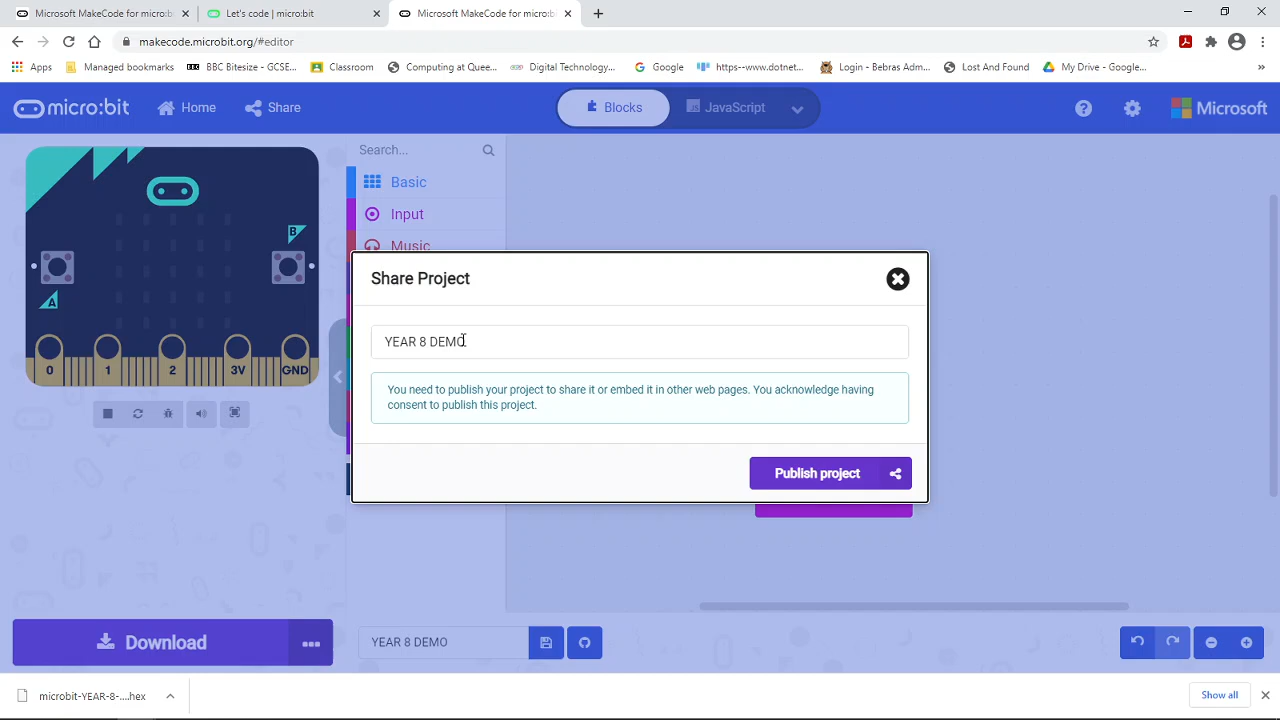 Microsoft MakeCode for micro:bi
Let's code | micro:bit
Microsoft MakeCode for micro:bi
makecode.microbit.org/#editor
Apps
Managed bookmarks
BBC Bitesize - GCSE...
Classroom
Computing at Quee...
Digital Technology...
Google
https--www.dotnet...
Login - Bebras Adm...
Lost And Found
My Drive - Google...
»
micro:bit
Home
Share
Blocks
JavaScript
Microsoft
Search...
Basic
Input
Music
B
A
0
1
2
3V
GND
Share Project
YEAR 8 DEMO
You need to publish your project to share it or embed it in other web pages. You acknowledge having
consent to publish this project.
Publish project
Download
YEAR 8 DEMO
microbit-YEAR-8-....hex
Show all